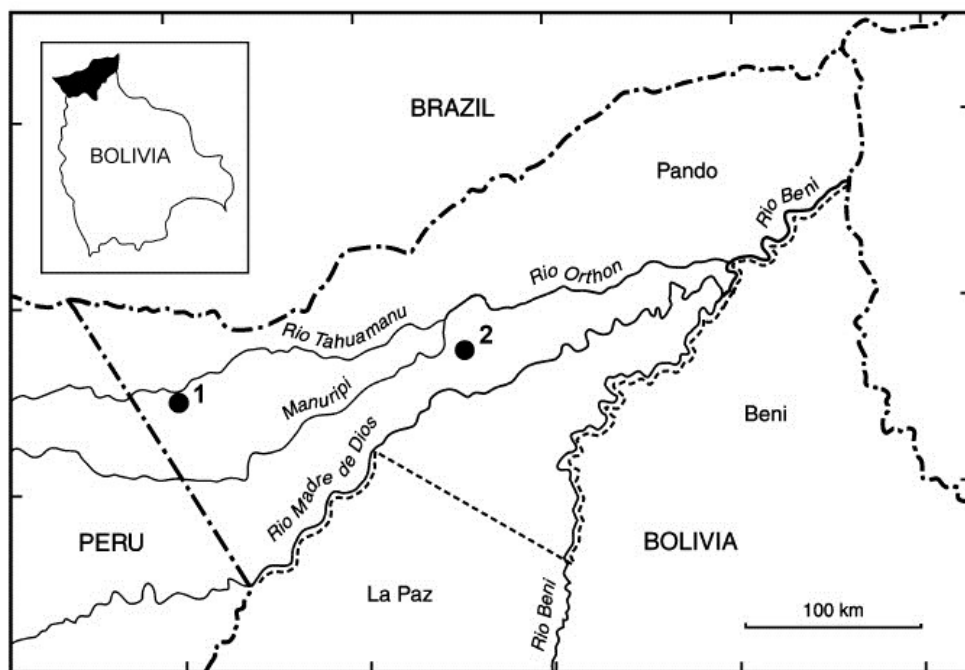 BRAZIL
BOLIVIA
Pando
Rio Beni
Rio Orthon
Rio Tahuamanu
2
1
Manuripi
Beni
Rio Madre de Dios
PERU
BOLIVIA
La Paz
Rio Beni
100 km